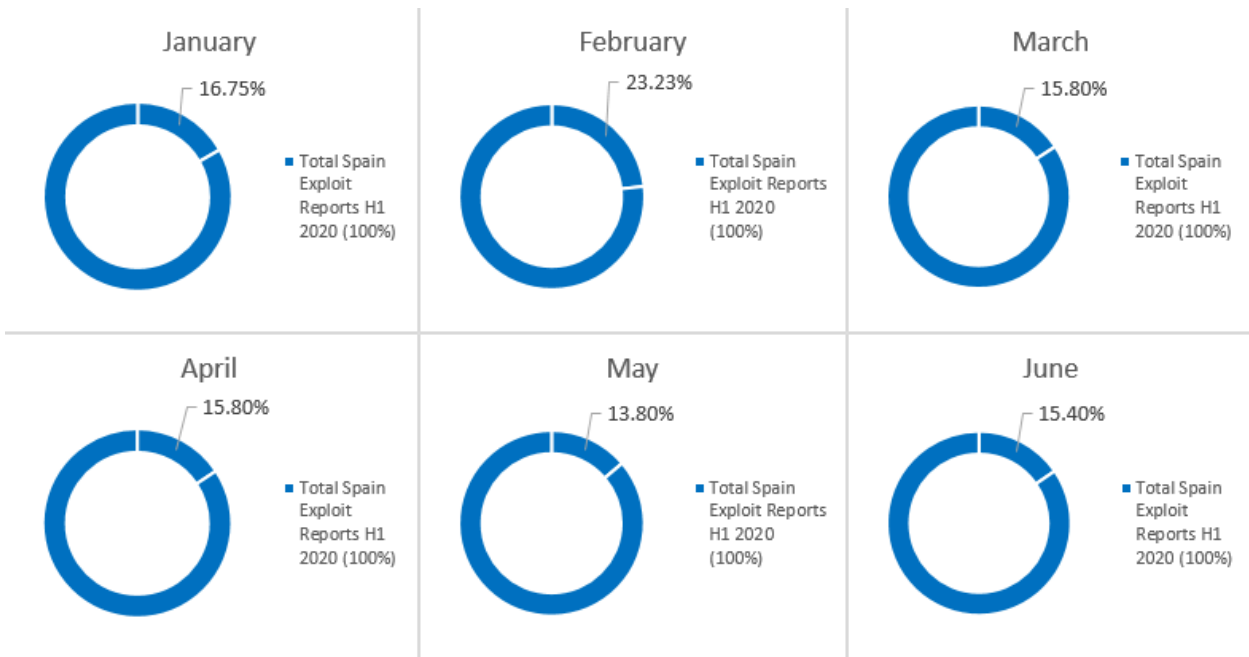 January
16.75%
Total Spain
Exploit
Reports H1
2020 (100%)
February
23.23%
Total Spain
Exploit Reports
H1 2020
(100%)
March
15.80%
Total Spain
Exploit
Reports H1
2020 (100%)
April
15.80%
Total Spain
Exploit
Reports H1
2020 (100%)
May
13.80%
Total Spain
Exploit Reports
H1 2020
(100%)
June
15.40%
Total Spain
Exploit
Reports H1
2020 (100%)